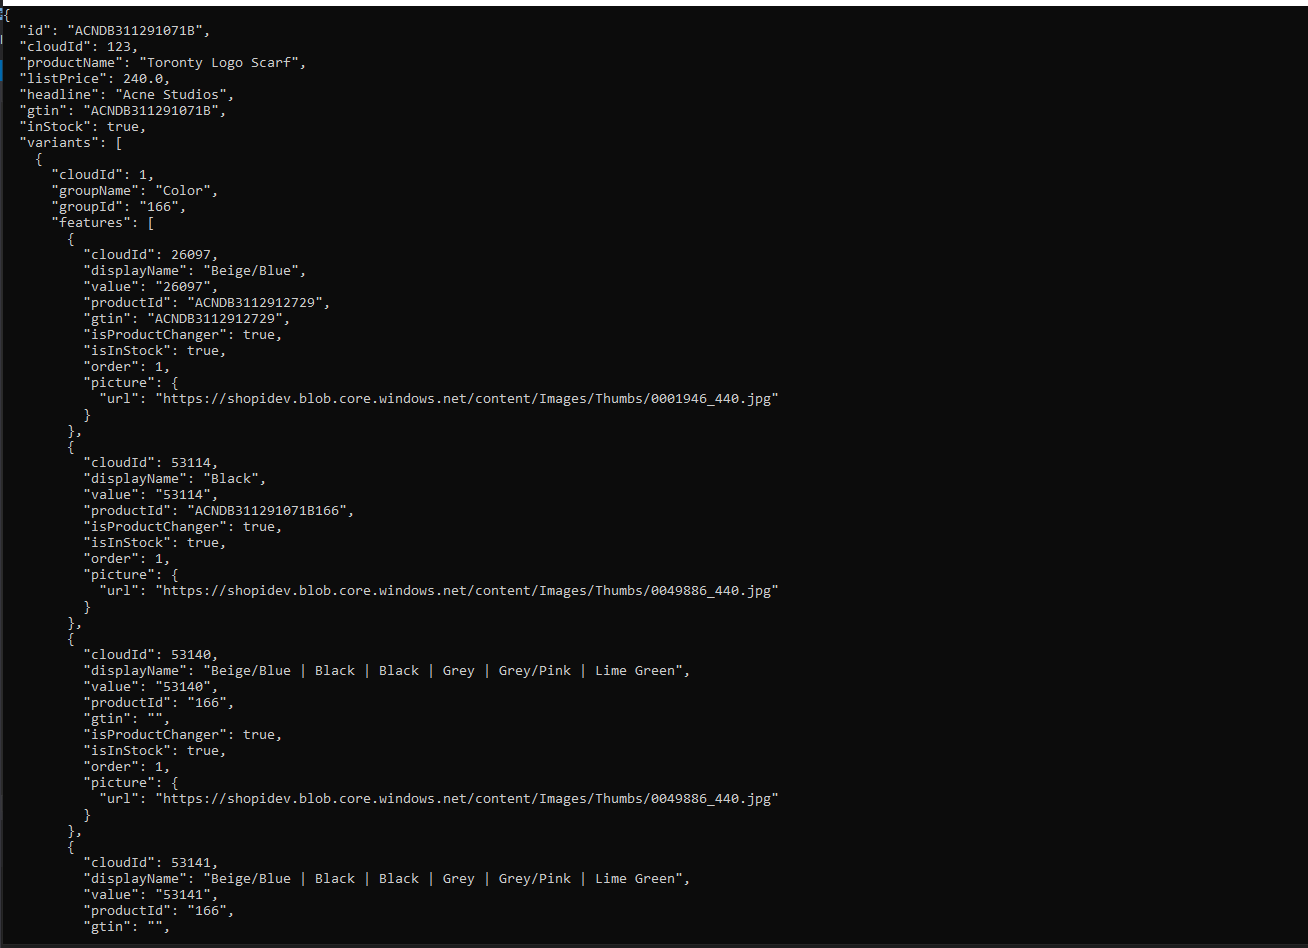 {
  "id": "ACNDB311291071B",
  "cloudId": 123,
  "productName": "Toronty Logo Scarf",
  "listPrice": 240.0,
  "headline": "Acne Studios",
  "gtin": "ACNDB311291071B",
  "inStock": true,
  "variants": [
    {
      "cloudId": 1,
      "groupName": "Color",
      "groupId": "166",
      "features": [
        {
          "cloudId": 26097,
          "displayName": "Beige/Blue",
          "value": "26097",
          "productId": "ACNDB3112912729",
          "gtin": "ACNDB3112912729",
          "isProductChanger": true,
          "isInStock": true,
          "order": 1,
          "picture": {
            "url": "https://shopidev.blob.core.windows.net/content/Images/Thumbs/0001946_440.jpg"
          }
        },
        {
          "cloudId": 53114,
          "displayName": "Black",
          "value": "53114",
          "productId": "ACNDB311291071B166",
          "isProductChanger": true,
          "isInStock": true,
          "order": 1,
          "picture": {
            "url": "https://shopidev.blob.core.windows.net/content/Images/Thumbs/0049886_440.jpg"
          }
        },
        {
          "cloudId": 53140,
          "displayName": "Beige/Blue | Black | Black | Grey | Grey/Pink | Lime Green",
          "value": "53140",
          "productId": "166",
          "gtin": "",
          "isProductChanger": true,
          "isInStock": true,
          "order": 1,
          "picture": {
            "url": "https://shopidev.blob.core.windows.net/content/Images/Thumbs/0049886_440.jpg"
          }
        },
        {
          "cloudId": 53141,
          "displayName": "Beige/Blue | Black | Black | Grey | Grey/Pink | Lime Green",
          "value": "53141",
          "productId": "166",
          "gtin": "",